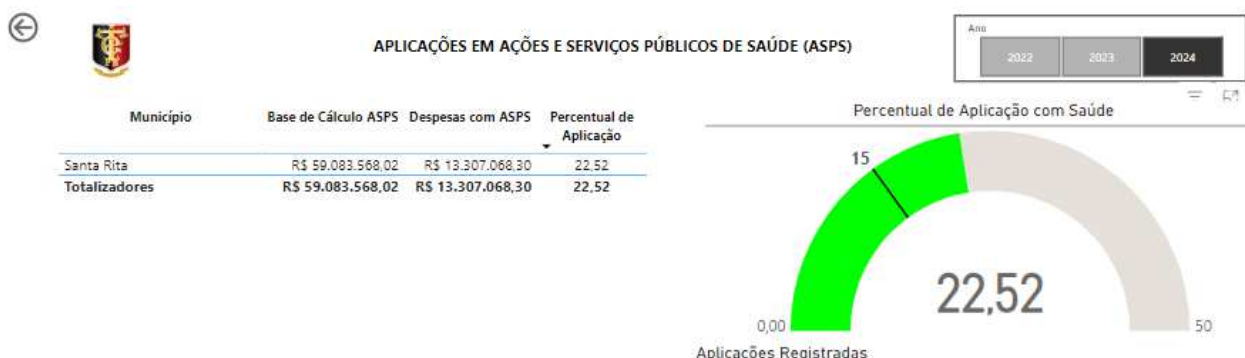 APLICAÇÕES EM AÇÕES E SERVIÇOS PÚBLICOS DE SAÚDE (ASPS)
Ano
2022 2023 2024
Município Base de Cálculo ASPS Despesas com ASPS Percentual de Aplicação
Santa Rita R$ 59.083.568,02 R$ 13.307.068,30 22,52
Totalizadores R$ 59.083.568,02 R$ 13.307.068,30 22,52
Percentual de Aplicação com Saúde
15
22,52
0,00 50
Aplicações Registradas